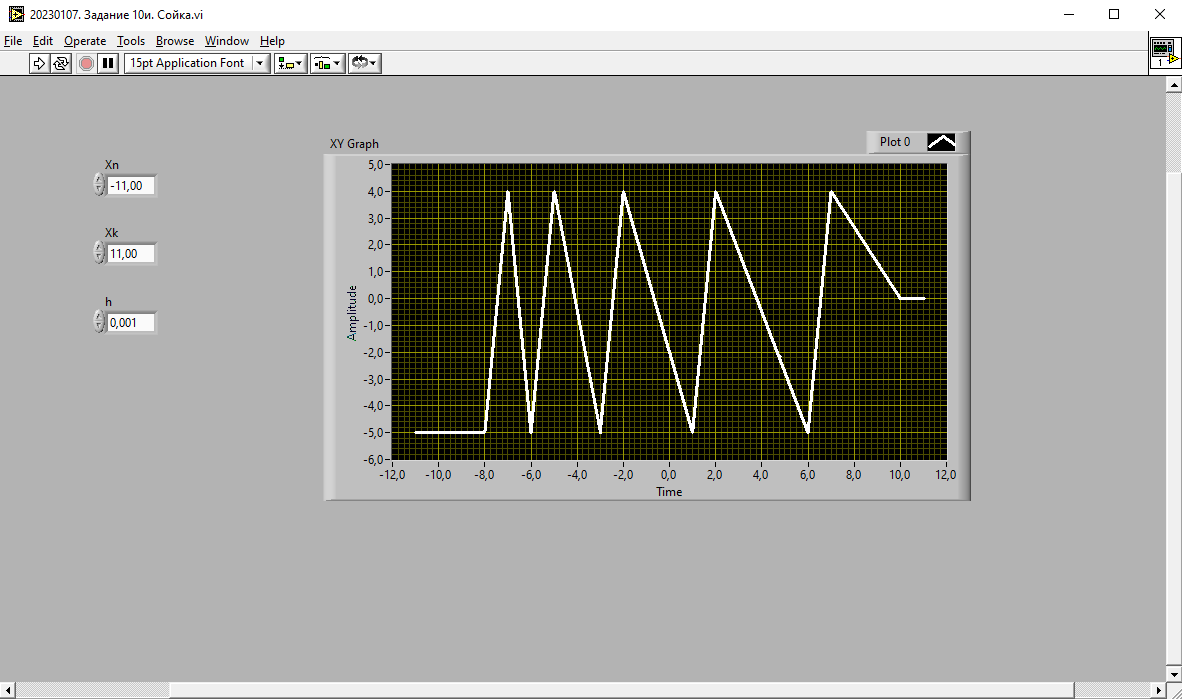 20230107. Задание 10и. Сойка.vi
File Edit Operate Tools Browse Window Help
15pt Application Font
1
Xn
-11,00
Xk
11,00
h
0,001
XY Graph
Plot 0
Amplitude
5,0
4,0
3,0
2,0
1,0
0,0
-1,0
-2,0
-3,0
-4,0
-5,0
-6,0
-12,0 -10,0 -8,0 -6,0 -4,0 -2,0 0,0 2,0 4,0 6,0 8,0 10,0 12,0
Time